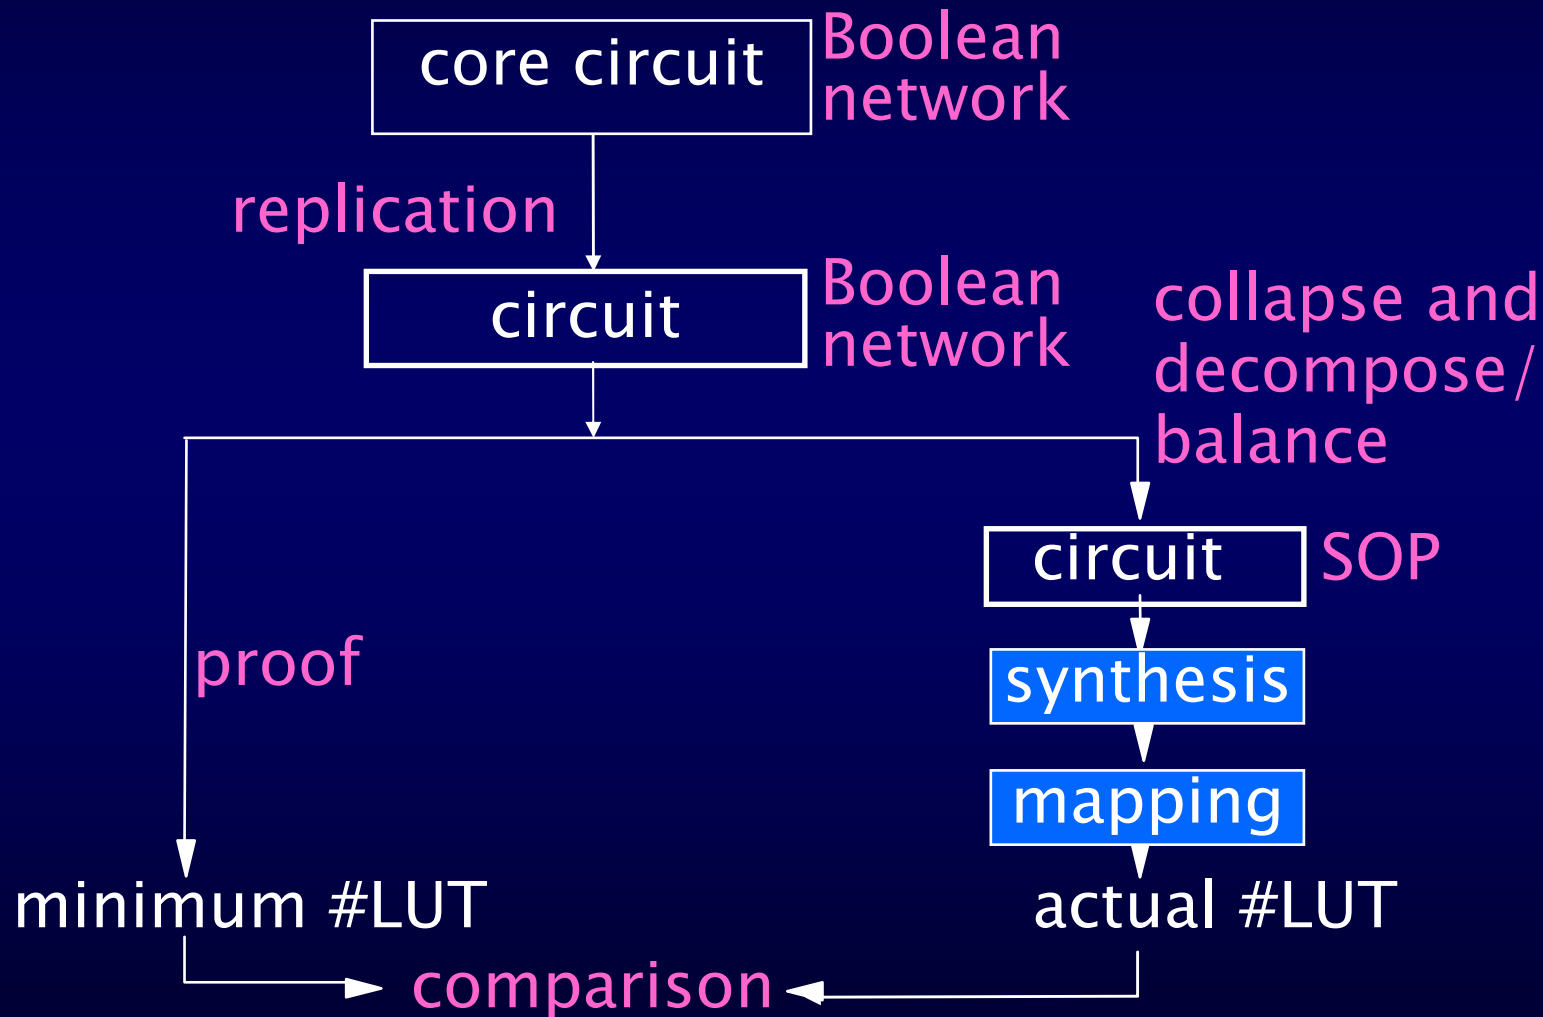 core circuit
Boolean
network
replication
circuit
Boolean
network
collapse and
decompose/
balance
circuit
SOP
proof
synthesis
mapping
minimum #LUT
actual #LUT
comparison